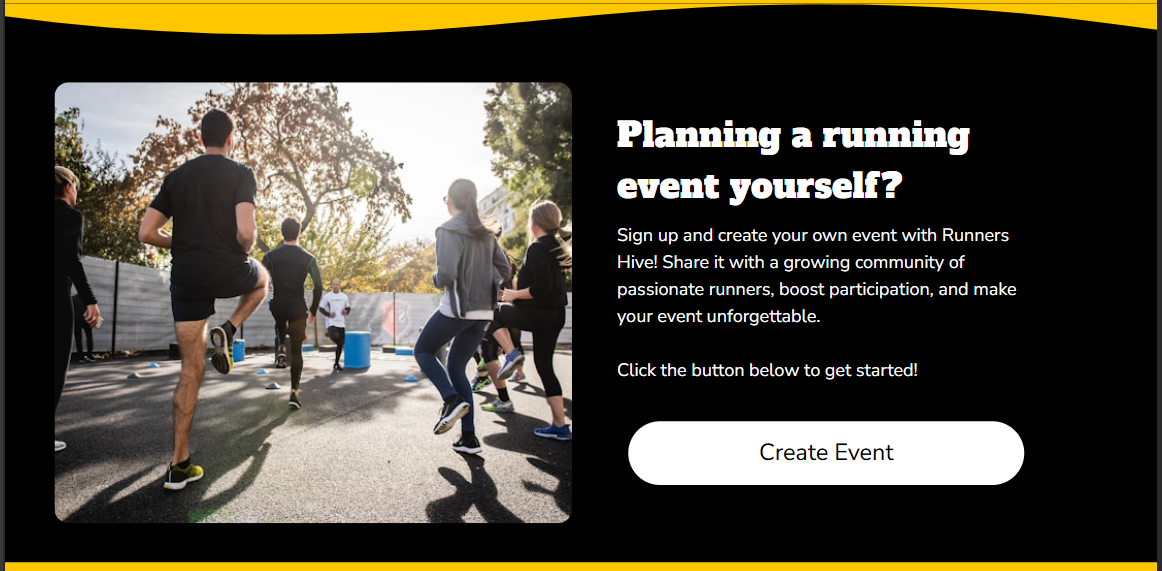 Planning a running
event yourself?
Sign up and create your own event with Runners
Hive! Share it with a growing community of
passionate runners, boost participation, and make
your event unforgettable.
Click the button below to get started!
Create Event